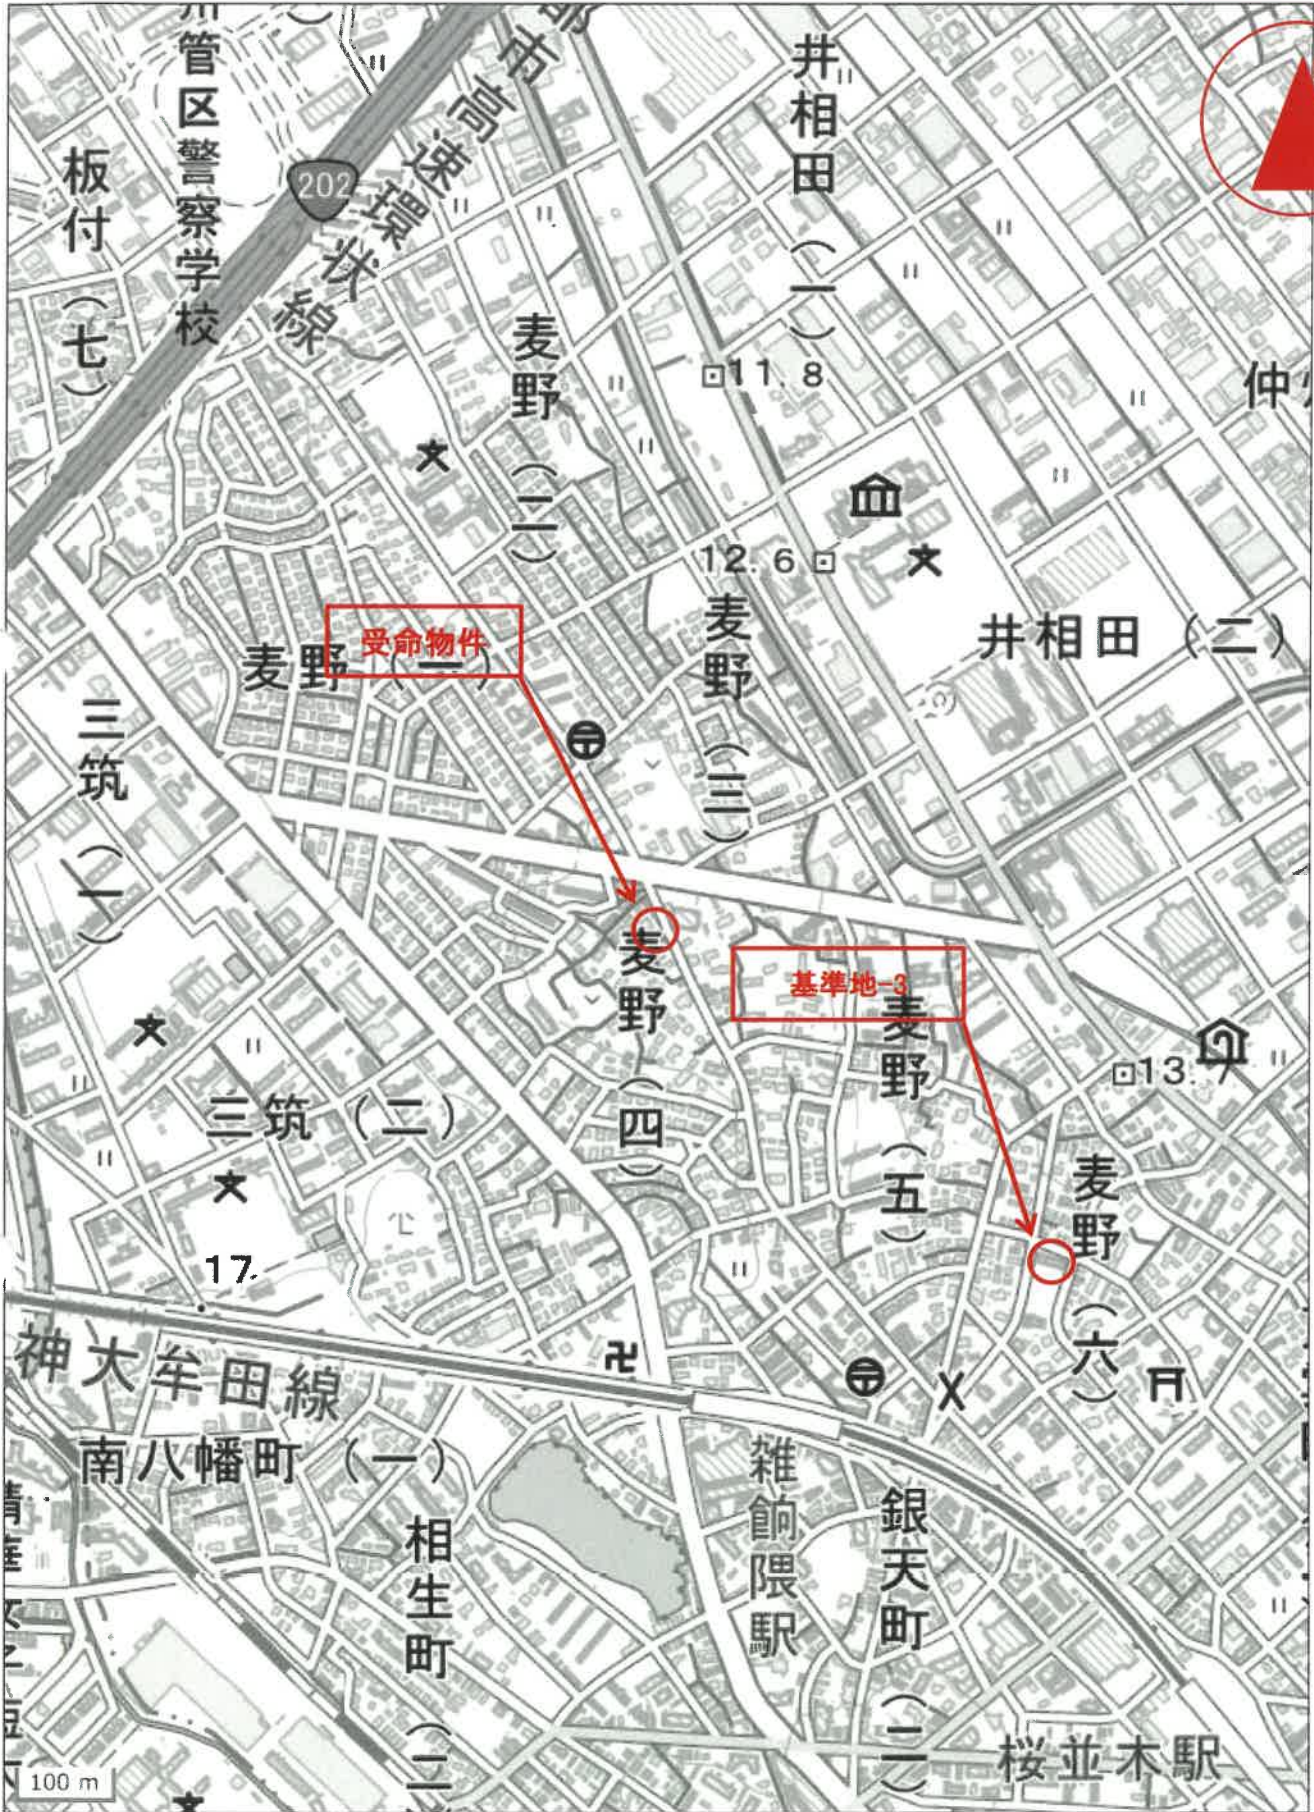 管区警察学校
都市高速環状線
202
板付（七）
井相田（一）
麦野（二）
11.8
仲
12.6
麦野（三）
井相田（二）
受命物件
麦野（一）
三筑（一）
麦野（四）
基準地-3
麦野（五）
13.7
三筑（二）
麦野（六）
17.
神大牟田線
南八幡町（一）
雑餉隈駅
銀天町（二）
相生町（二）
桜並木駅
100 m